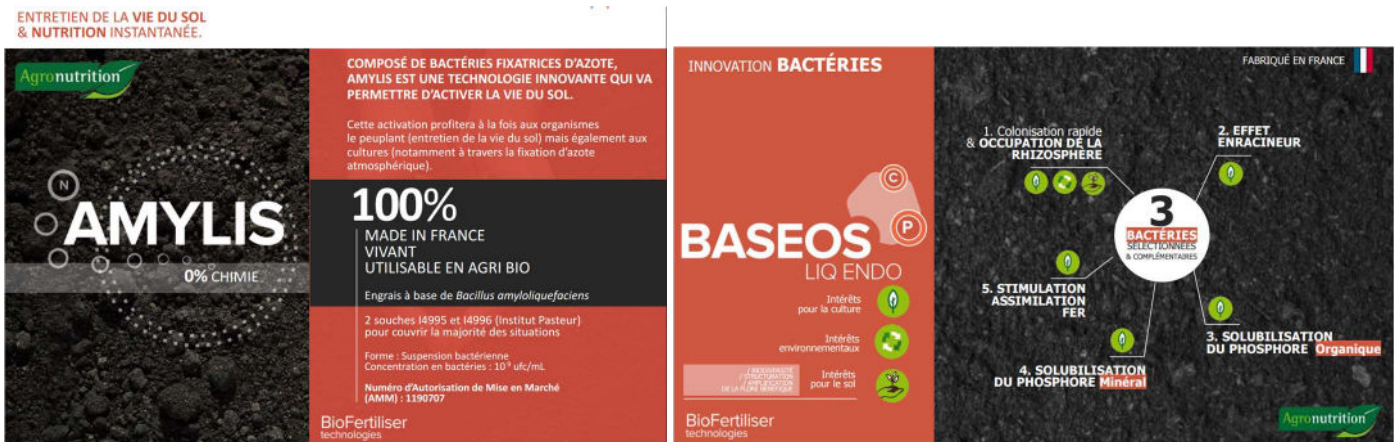 ENTRETIEN DE LA VIE DU SOL
& NUTRITION INSTANTANÉE.
Agronutrition
N
AMYLIS
0% CHIMIE
COMPOSÉ DE BACTÉRIES FIXATRICES D'AZOTE,
AMYLIS EST UNE TECHNOLOGIE INNOVANTE QUI VA
PERMETTRE D'ACTIVER LA VIE DU SOL.
Cette activation profitera à la fois aux organismes
le peuplant (entretien de la vie du sol) mais également aux
cultures (notamment à travers la fixation d'azote
atmosphérique).
100%
MADE IN FRANCE
VIVANT
UTILISABLE EN AGRI BIO
Engrais à base de Bacillus amyloliquefaciens
2 souches I4995 et I4996 (Institut Pasteur)
pour couvrir la majorité des situations
Forme : Suspension bactérienne
Concentration en bactéries : 10⁹ ufc/mL
Numéro d'Autorisation de Mise en Marché
(AMM) : 1190707
BioFertiliser
technologies
INNOVATION BACTÉRIES
C
P
BASEOS
LIQ ENDO
Intérêts
pour la culture
Intérêts
environnementaux
/ BIODIVERSITÉ
/ STRUCTURATION
/ AMPLIFICATION
DE LA FLORE BÉNÉFIQUE
Intérêts
pour le sol
BioFertiliser
technologies
FABRIQUÉ EN FRANCE
1. Colonisation rapide
& OCCUPATION DE LA
RHIZOSPHÈRE
2. EFFET
ENRACINEUR
3
BACTÉRIES
SÉLECTIONNÉES
& COMPLÉMENTAIRES
5. STIMULATION
ASSIMILATION
FER
3. SOLUBILISATION
DU PHOSPHORE Organique
4. SOLUBILISATION
DU PHOSPHORE Minéral
Agronutrition